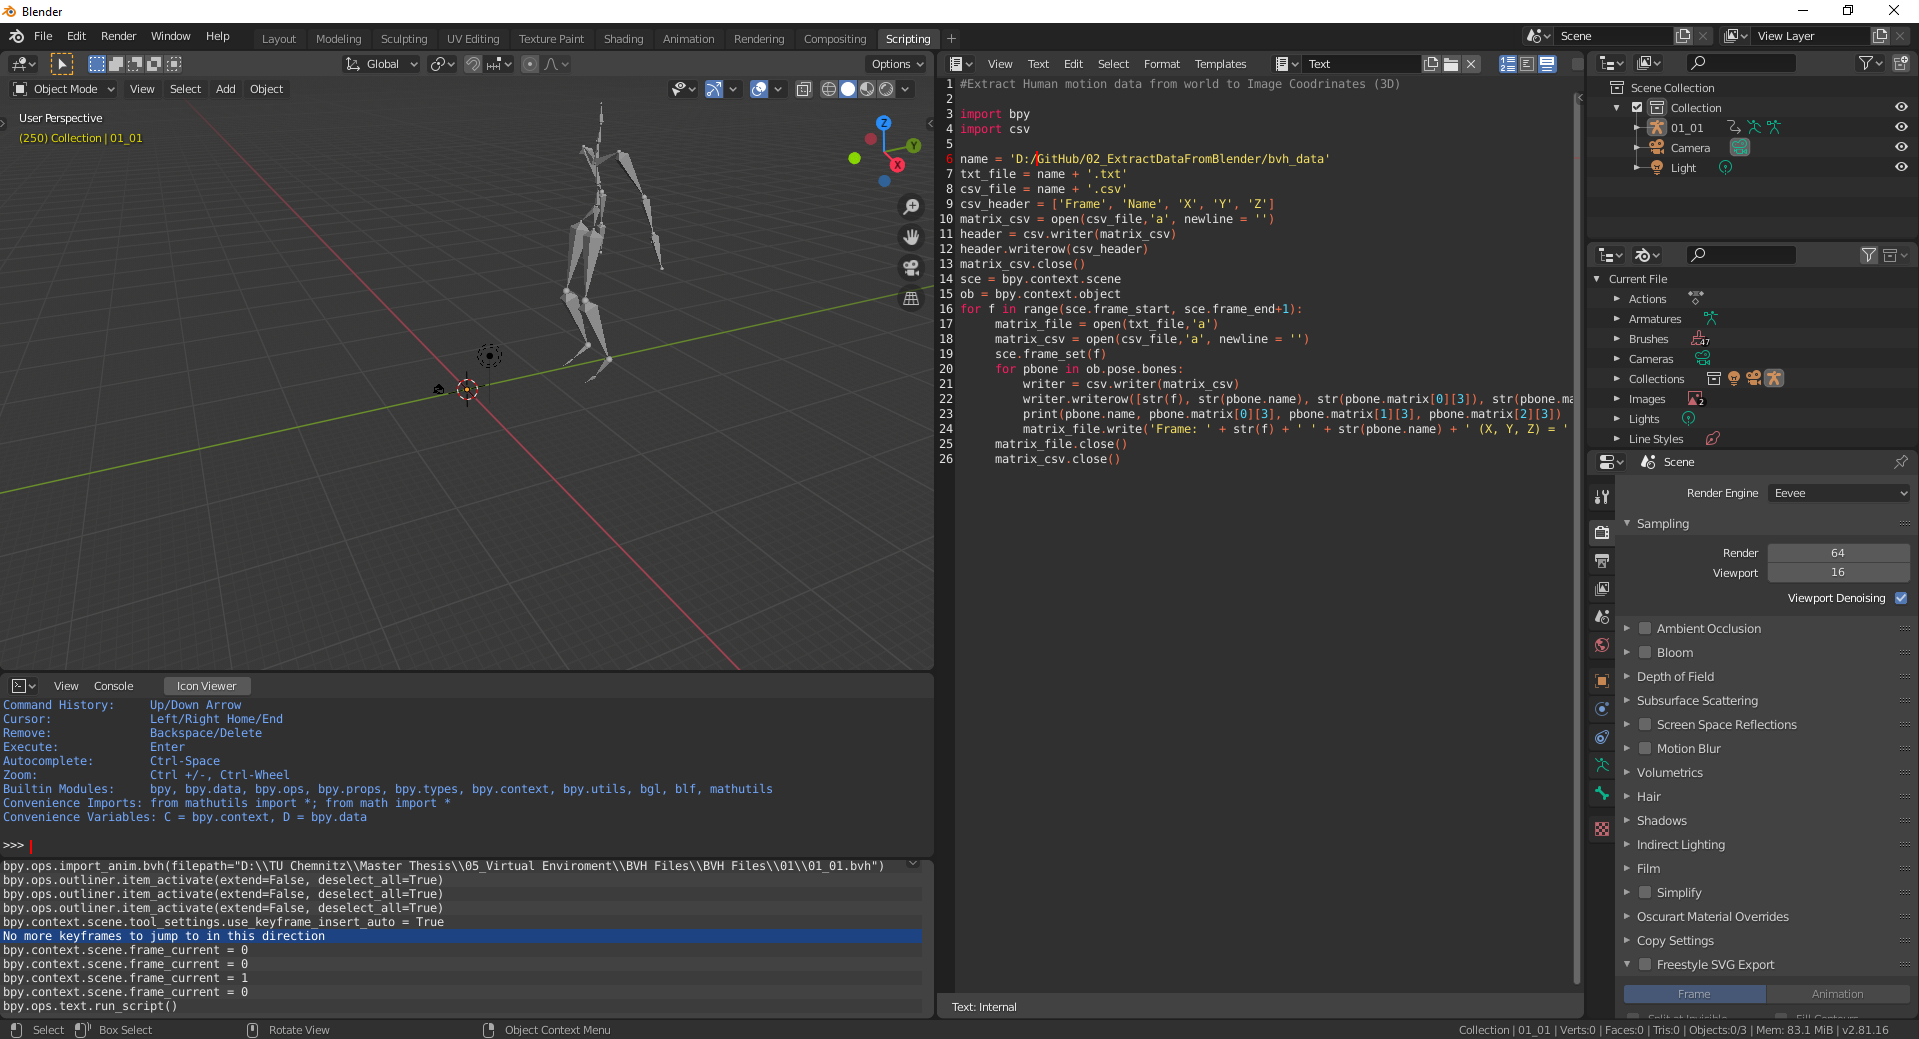 Blender
File Edit Render Window Help
Layout Modeling Sculpting UV Editing Texture Paint Shading Animation Rendering Compositing Scripting +
Scene
View Layer
Global
Options
Object Mode View Select Add Object
User Perspective
(250) Collection | 01_01
Z
Y
X
View Text Edit Select Format Templates Text
1 #Extract Human motion data from world to Image Coodrinates (3D)
2
3 import bpy
4 import csv
5
6 name = 'D:/GitHub/02_ExtractDataFromBlender/bvh_data'
7 txt_file = name + '.txt'
8 csv_file = name + '.csv'
9 csv_header = ['Frame', 'Name', 'X', 'Y', 'Z']
10 matrix_csv = open(csv_file,'a', newline = '')
11 header = csv.writer(matrix_csv)
12 header.writerow(csv_header)
13 matrix_csv.close()
14 sce = bpy.context.scene
15 ob = bpy.context.object
16 for f in range(sce.frame_start, sce.frame_end+1):
17 matrix_file = open(txt_file,'a')
18 matrix_csv = open(csv_file,'a', newline = '')
19 sce.frame_set(f)
20 for pbone in ob.pose.bones:
21 writer = csv.writer(matrix_csv)
22 writer.writerow([str(f), str(pbone.name), str(pbone.matrix[0][3]), str(pbone.ma
23 print(pbone.name, pbone.matrix[0][3], pbone.matrix[1][3], pbone.matrix[2][3])
24 matrix_file.write('Frame: ' + str(f) + ' ' + str(pbone.name) + ' (X, Y, Z) = '
25 matrix_file.close()
26 matrix_csv.close()
Text: Internal
View Console Icon Viewer
Command History: Up/Down Arrow
Cursor: Left/Right Home/End
Remove: Backspace/Delete
Execute: Enter
Autocomplete: Ctrl-Space
Zoom: Ctrl +/-, Ctrl-Wheel
Builtin Modules: bpy, bpy.data, bpy.ops, bpy.props, bpy.types, bpy.context, bpy.utils, bgl, blf, mathutils
Convenience Imports: from mathutils import *; from math import *
Convenience Variables: C = bpy.context, D = bpy.data
>>>
bpy.ops.import_anim.bvh(filepath="D:\\TU Chemnitz\\Master Thesis\\05_Virtual Enviroment\\BVH Files\\BVH Files\\01\\01_01.bvh")
bpy.ops.outliner.item_activate(extend=False, deselect_all=True)
bpy.ops.outliner.item_activate(extend=False, deselect_all=True)
bpy.ops.outliner.item_activate(extend=False, deselect_all=True)
bpy.context.scene.tool_settings.use_keyframe_insert_auto = True
No more keyframes to jump to in this direction
bpy.context.scene.frame_current = 0
bpy.context.scene.frame_current = 0
bpy.context.scene.frame_current = 1
bpy.context.scene.frame_current = 0
bpy.ops.text.run_script()
Scene Collection
Collection
01_01
Camera
Light
Current File
Actions
Armatures
Brushes 47
Cameras
Collections
Images 2
Lights
Line Styles
Scene
Render Engine Eevee
Sampling
Render 64
Viewport 16
Viewport Denoising
Ambient Occlusion
Bloom
Depth of Field
Subsurface Scattering
Screen Space Reflections
Motion Blur
Volumetrics
Hair
Shadows
Indirect Lighting
Film
Simplify
Oscurart Material Overrides
Copy Settings
Freestyle SVG Export
Frame Animation
Split at Invisible Fill Contours
Select Box Select Rotate View Object Context Menu
Collection | 01_01 | Verts:0 | Faces:0 | Tris:0 | Objects:0/3 | Mem: 83.1 MiB | v2.81.16